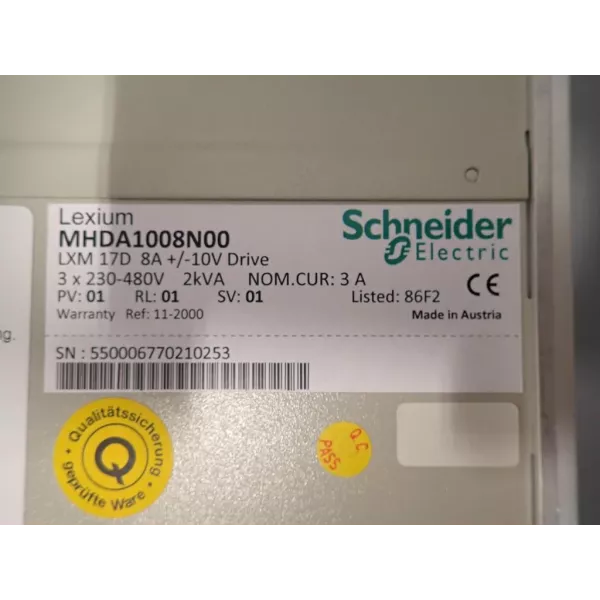 Lexium
MHDA1008N00
LXM 17D 8A +/-10V Drive
3 x 230-480V 2kVA NOM.CUR: 3 A
PV: 01 RL: 01 SV: 01 Listed: 86F2
Warranty Ref: 11-2000 Made in Austria
SN : 550006770210253
Schneider
Electric
CE
ng.
Qualitätssicherung
Q
geprüfte Ware
Q.C
PASS